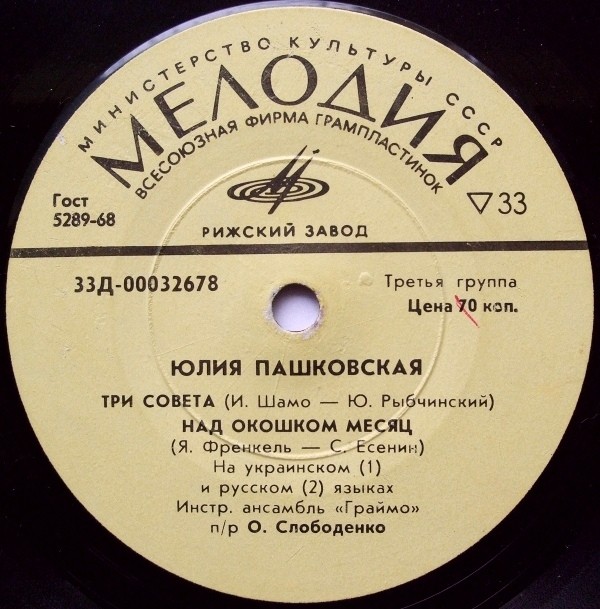 МИНИСТЕРСТВО КУЛЬТУРЫ СССР
МЕЛОДИЯ
ВСЕСОЮЗНАЯ ФИРМА ГРАМПЛАСТИНОК
Гост
5289-68
33
РИЖСКИЙ ЗАВОД
33Д-00032678
Третья группа
Цена 70 коп.
ЮЛИЯ ПАШКОВСКАЯ
ТРИ СОВЕТА (И. Шамо — Ю. Рыбчинский)
НАД ОКОШКОМ МЕСЯЦ
(Я. Френкель — С. Есенин)
На украинском (1)
и русском (2) языках
Инстр. ансамбль «Граймо»
п/р О. Слободенко